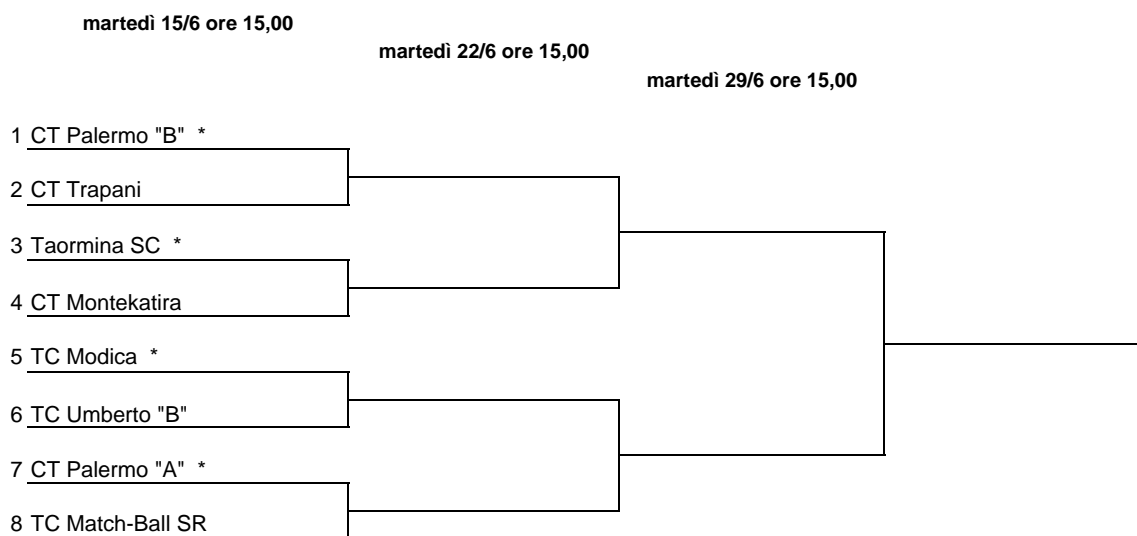 martedì 15/6 ore 15,00
martedì 22/6 ore 15,00
martedì 29/6 ore 15,00
1 CT Palermo "B" *
2 CT Trapani
3 Taormina SC *
4 CT Montekatira
5 TC Modica *
6 TC Umberto "B"
7 CT Palermo "A" *
8 TC Match-Ball SR